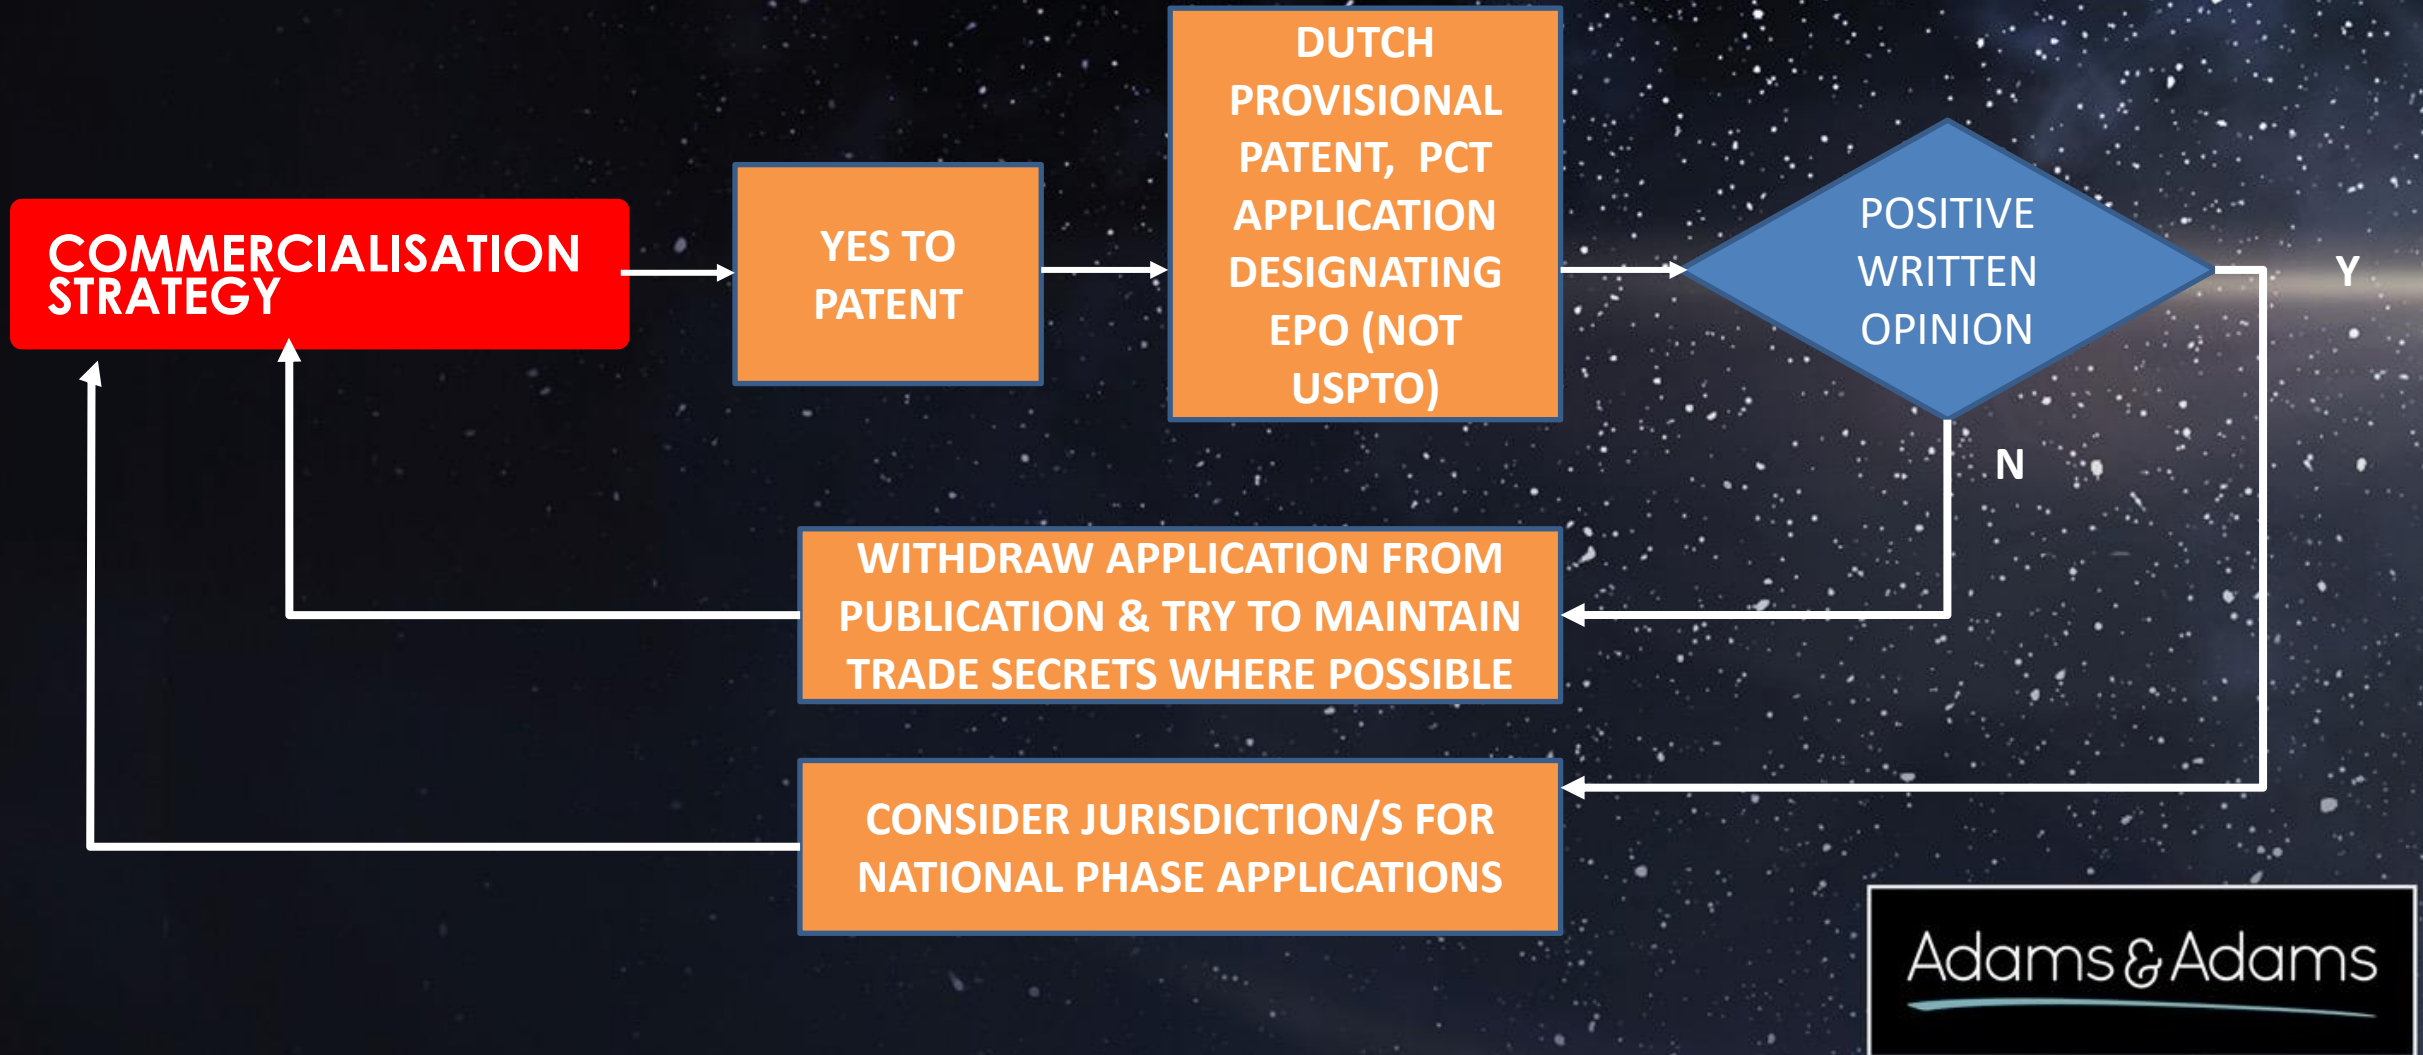 COMMERCIALISATION
STRATEGY
YES TO
PATENT
DUTCH
PROVISIONAL
PATENT, PCT
APPLICATION
DESIGNATING
EPO (NOT
USPTO)
POSITIVE
WRITTEN
OPINION
Y
N
WITHDRAW APPLICATION FROM
PUBLICATION & TRY TO MAINTAIN
TRADE SECRETS WHERE POSSIBLE
CONSIDER JURISDICTION/S FOR
NATIONAL PHASE APPLICATIONS
Adams & Adams